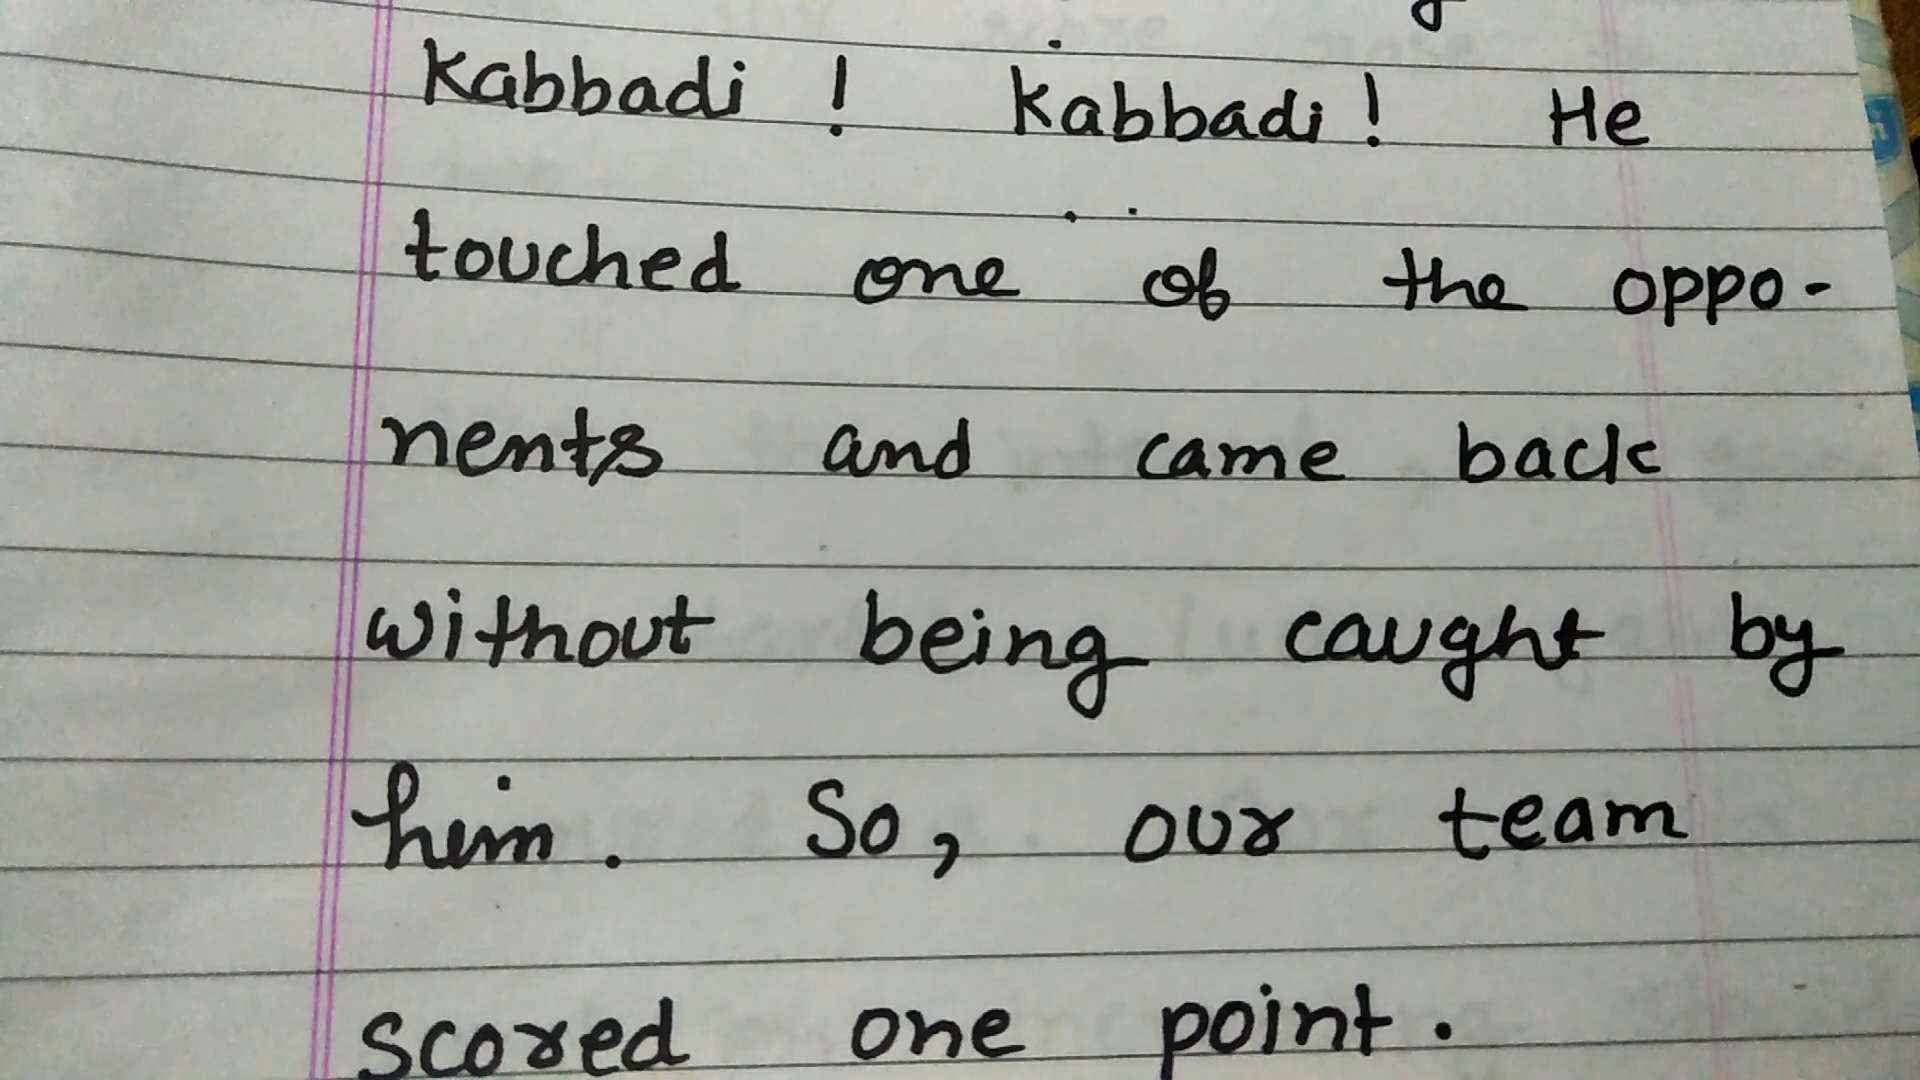 Kabbadi ! Kabbadi ! He
touched one of the oppo-
nents and came back
without being caught by
him. So, our team
scored one point.